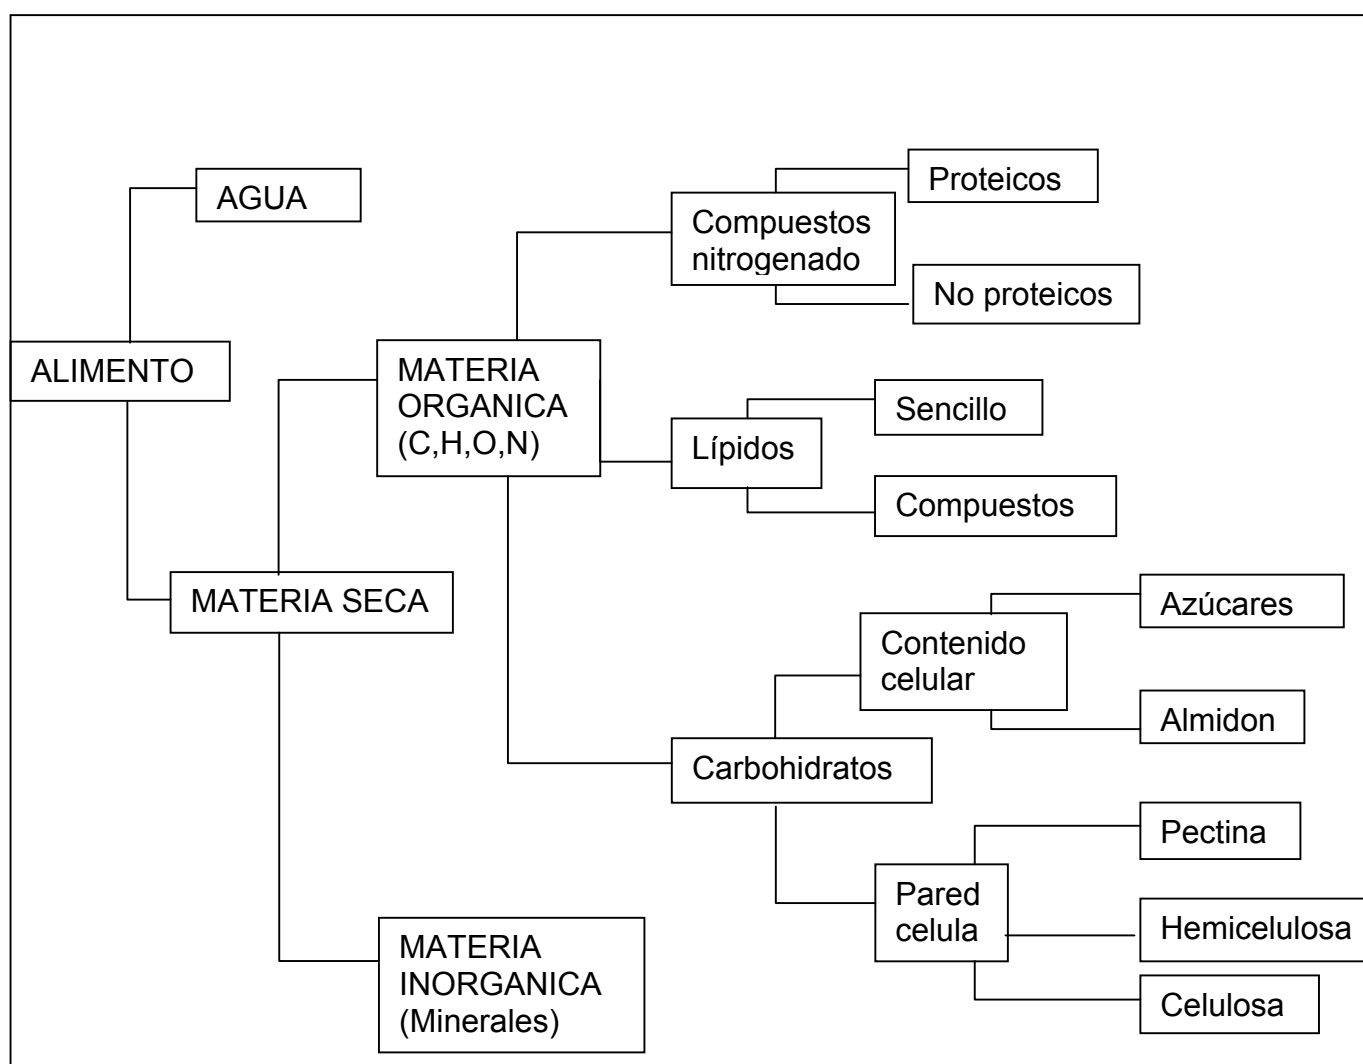 AGUA
ALIMENTO
MATERIA SECA
MATERIA
ORGANICA
(C,H,O,N)
MATERIA
INORGANICA
(Minerales)
Compuestos
nitrogenado
Proteicos
No proteicos
Lípidos
Sencillo
Compuestos
Carbohidratos
Contenido
celular
Azúcares
Almidon
Pared
celula
Pectina
Hemicelulosa
Celulosa